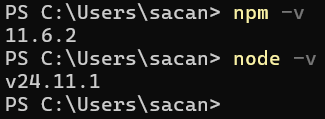 PS C:\Users\sacan> npm -v
11.6.2
PS C:\Users\sacan> node -v
v24.11.1
PS C:\Users\sacan>